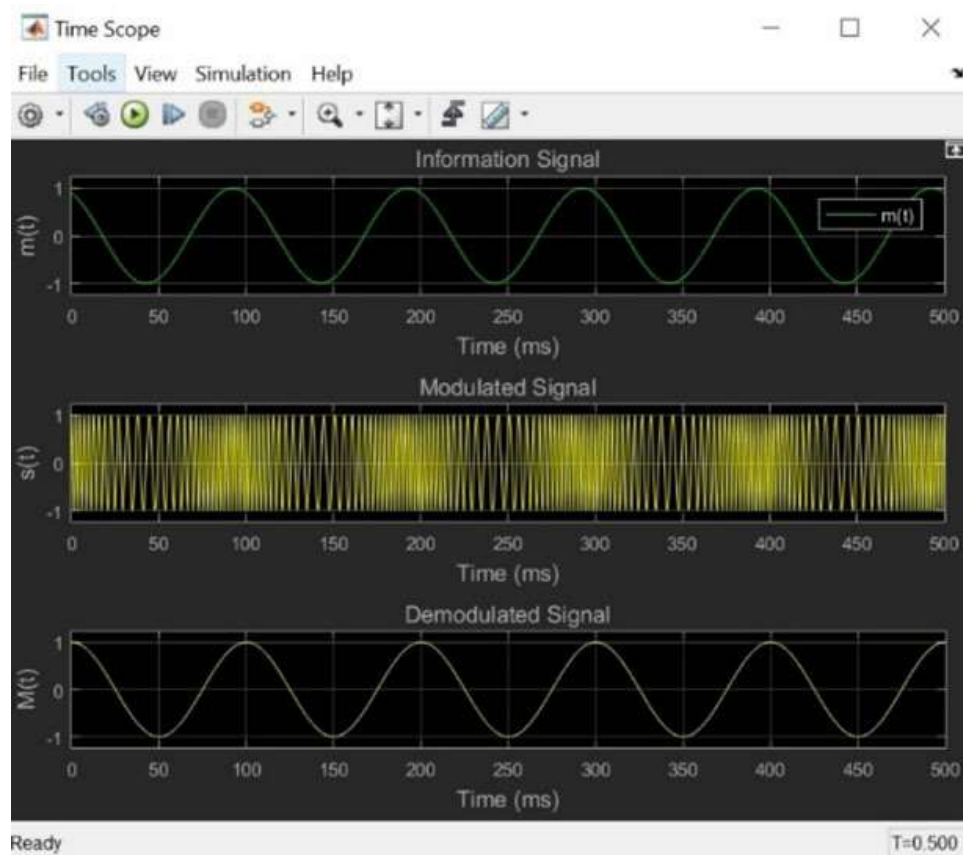 Time Scope
File Tools View Simulation Help
Information Signal
m(t)
1
0
-1
m(t)
0 50 100 150 200 250 300 350 400 450 500
Time (ms)
Modulated Signal
s(t)
1
0
-1
0 50 100 150 200 250 300 350 400 450 500
Time (ms)
Demodulated Signal
M(t)
1
0
-1
0 50 100 150 200 250 300 350 400 450 500
Time (ms)
Ready T=0.500